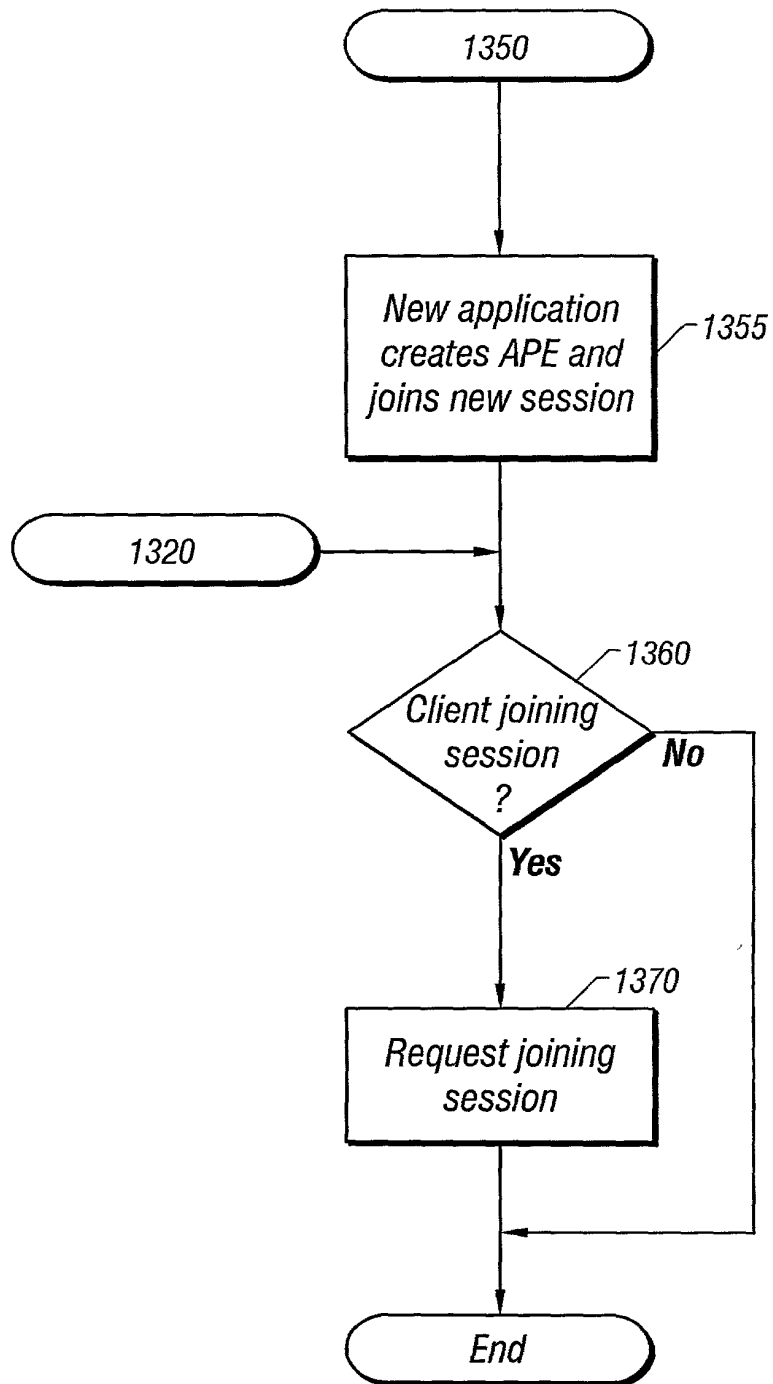 1350
New application
creates APE and
joins new session
1355
1320
1360
Client joining
session
?
No
Yes
1370
Request joining
session
End